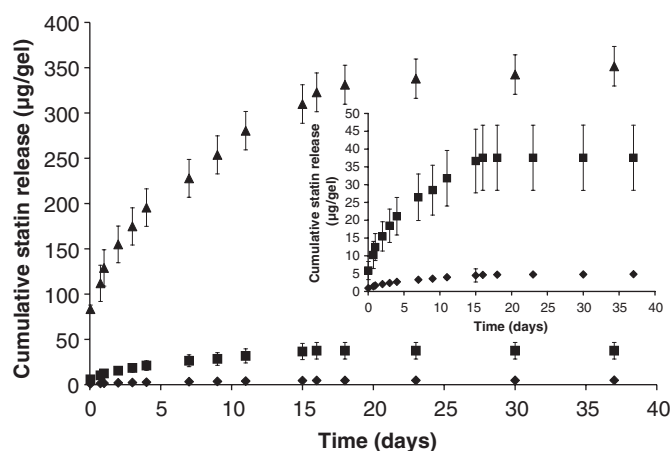 Cumulative statin release (µg/gel)
400
350
300
250
200
150
100
50
0
0 5 10 15 20 25 30 35 40
Time (days)
Cumulative statin release
(µg/gel)
50
45
40
35
30
25
20
15
10
5
0
0 5 10 15 20 25 30 35 40
Time (days)